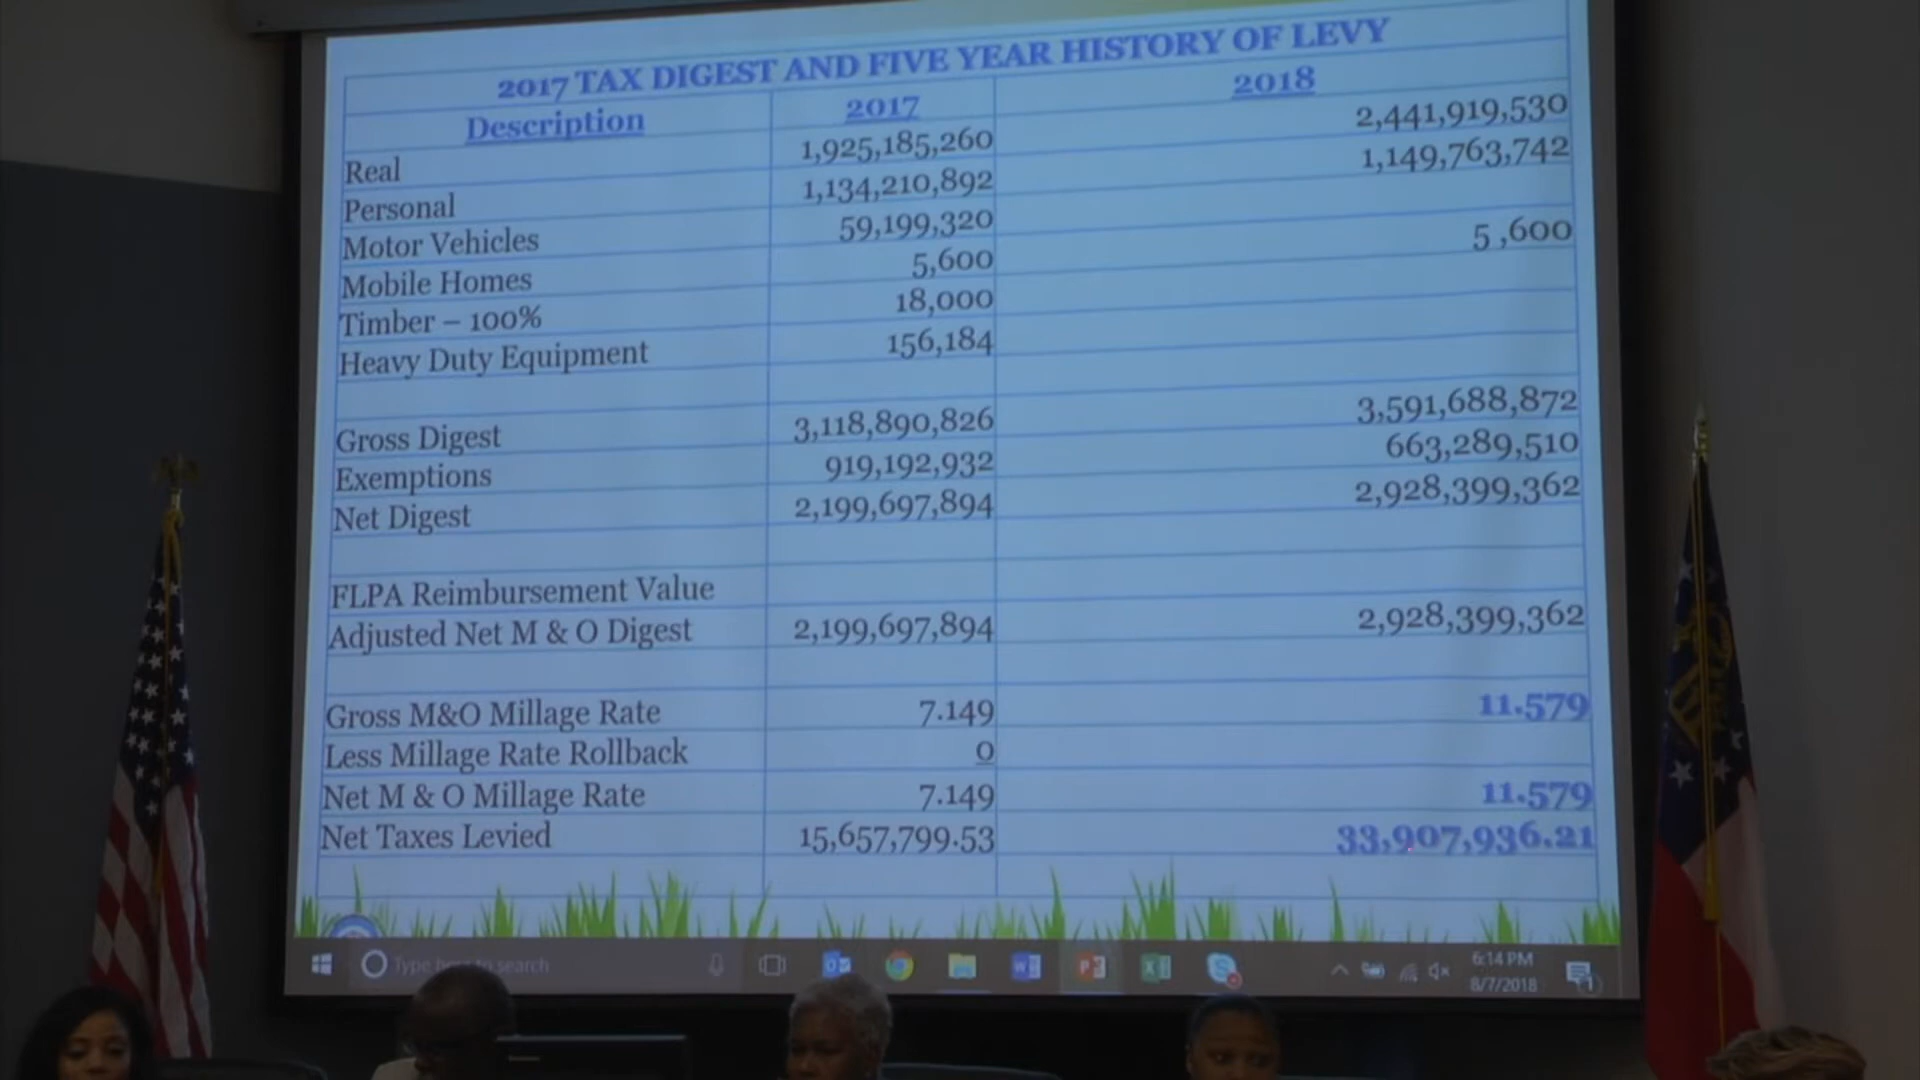 2017 TAX DIGEST AND FIVE YEAR HISTORY OF LEVY
Description 2017 2018
Real 1,925,185,260 2,441,919,530
Personal 1,134,210,892 1,149,763,742
Motor Vehicles 59,199,320
Mobile Homes 5,600 5 ,600
Timber – 100% 18,000
Heavy Duty Equipment 156,184
Gross Digest 3,118,890,826 3,591,688,872
Exemptions 919,192,932 663,289,510
Net Digest 2,199,697,894 2,928,399,362
FLPA Reimbursement Value
Adjusted Net M & O Digest 2,199,697,894 2,928,399,362
Gross M&O Millage Rate 7.149 11.579
Less Millage Rate Rollback 0
Net M & O Millage Rate 7.149 11.579
Net Taxes Levied 15,657,799.53 33,907,936.21
Type here to search
6:14 PM
8/7/2018